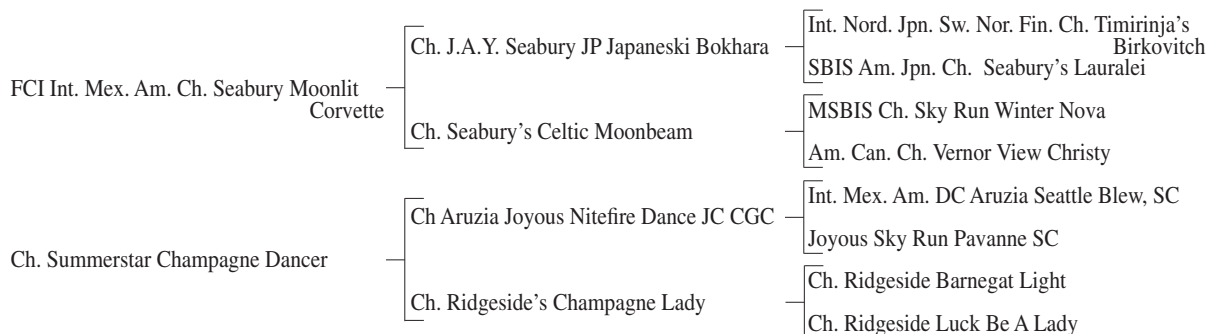 Int. Nord. Jpn. Sw. Nor. Fin. Ch. Timirinja’s
Birkovitch
Ch. J.A.Y. Seabury JP Japaneski Bokhara
SBIS Am. Jpn. Ch. Seabury’s Lauralei
FCI Int. Mex. Am. Ch. Seabury Moonlit
Corvette
MSBIS Ch. Sky Run Winter Nova
Ch. Seabury’s Celtic Moonbeam
Am. Can. Ch. Vernor View Christy
Int. Mex. Am. DC Aruzia Seattle Blew, SC
Ch Aruzia Joyous Nitefire Dance JC CGC
Joyous Sky Run Pavanne SC
Ch. Summerstar Champagne Dancer
Ch. Ridgeside Barnegat Light
Ch. Ridgeside’s Champagne Lady
Ch. Ridgeside Luck Be A Lady